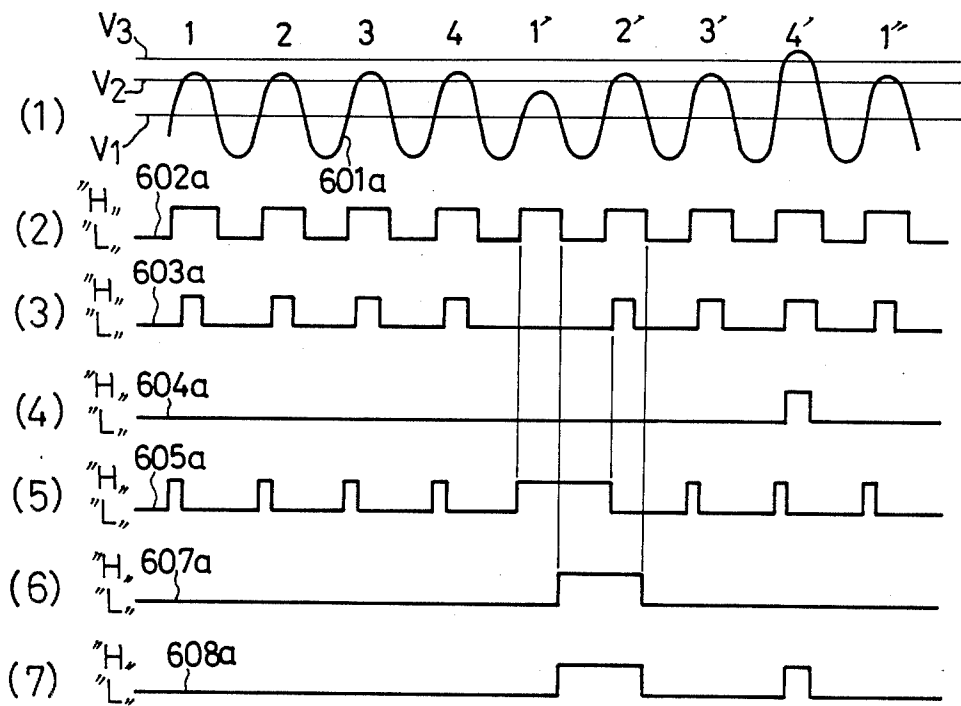 V3 1 2 3 4 1' 2' 3' 4' 1"
V2
(1)
V1
601a
602a
"H"
(2) "L"
603a
"H"
(3) "L"
"H" 604a
(4) "L"
605a
"H"
(5) "L"
"H" 607a
(6) "L"
"H" 608a
(7) "L"